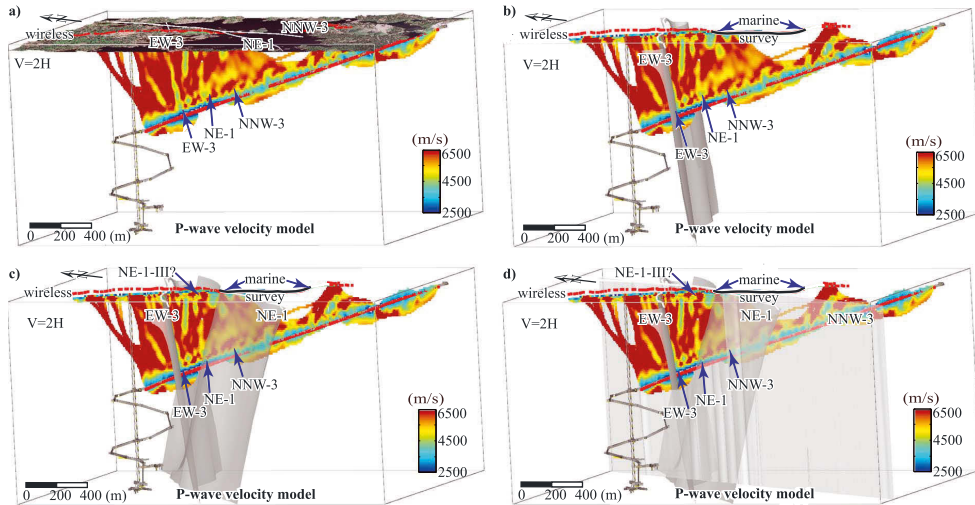 a)
wireless
EW-3
NE-1
NNW-3
V=2H
NNW-3
NE-1
EW-3
(m/s)
6500
4500
2500
0 200 400 (m)
P-wave velocity model
b)
wireless
marine
survey
EW-3
V=2H
NNW-3
NE-1
EW-3
(m/s)
6500
4500
2500
0 200 400 (m)
P-wave velocity model
c)
NE-1-III?
marine
wireless
survey
EW-3
NE-1
V=2H
NNW-3
NE-1
EW-3
(m/s)
6500
4500
2500
0 200 400 (m)
P-wave velocity model
d)
NE-1-III?
marine
wireless
survey
EW-3
NE-1
NNW-3
V=2H
NNW-3
NE-1
EW-3
(m/s)
6500
4500
2500
0 200 400 (m)
P-wave velocity model